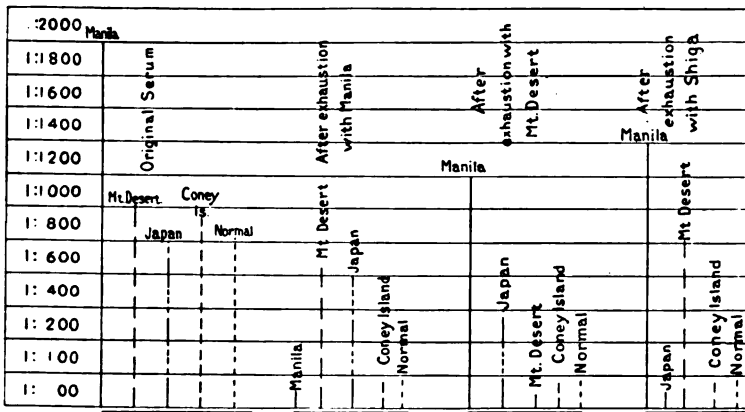 1:2000
1:1800
1:1600
1:1400
1:1200
1:1000
1: 800
1: 600
1: 400
1: 200
1: 100
1: 00
Manila
Original Serum
Mt. Desert.
Japan
Coney
Is.
Normal
After exhaustion
with Manila
Manila
Mt Desert
Japan
Coney Island
Normal
After
exhaustion with
Mt. Desert
Manila
Japan
Mt. Desert
Coney Island
Normal
After
exhaustion
with Shiga
Manila
Japan
Mt Desert
Coney Island
Normal